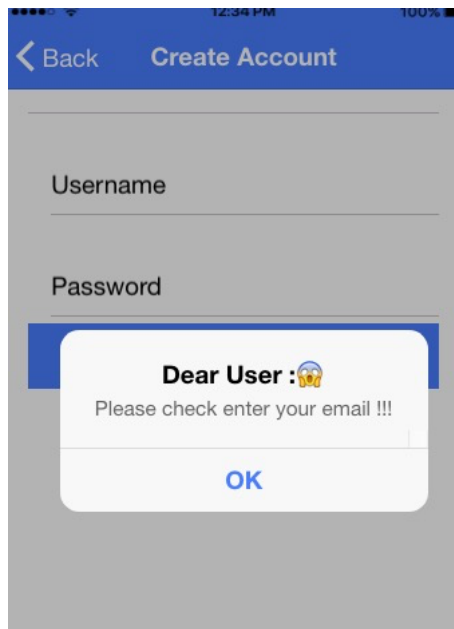 12:34 PM 100%
Back Create Account
Username
Password
Dear User :😱
Please check enter your email !!!
OK